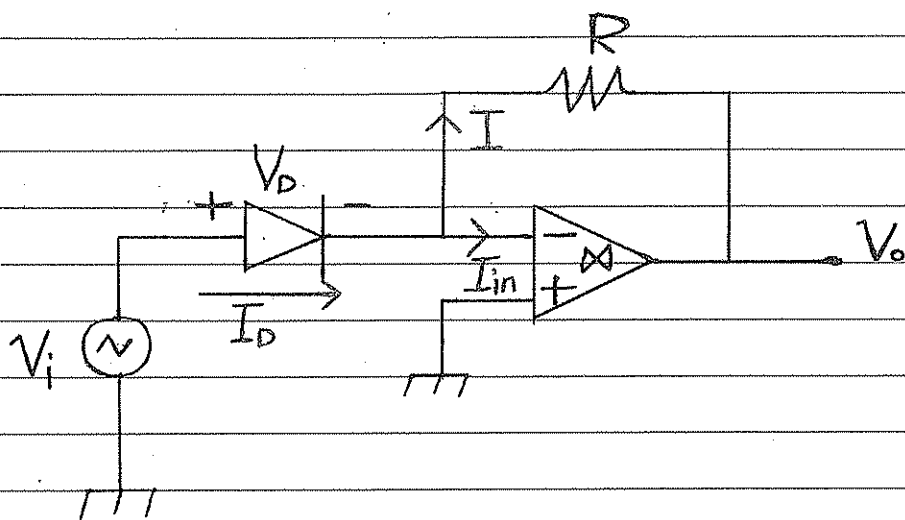 R
I
V_D
+ -
I_D
V_i
-
+
I_in
V_o